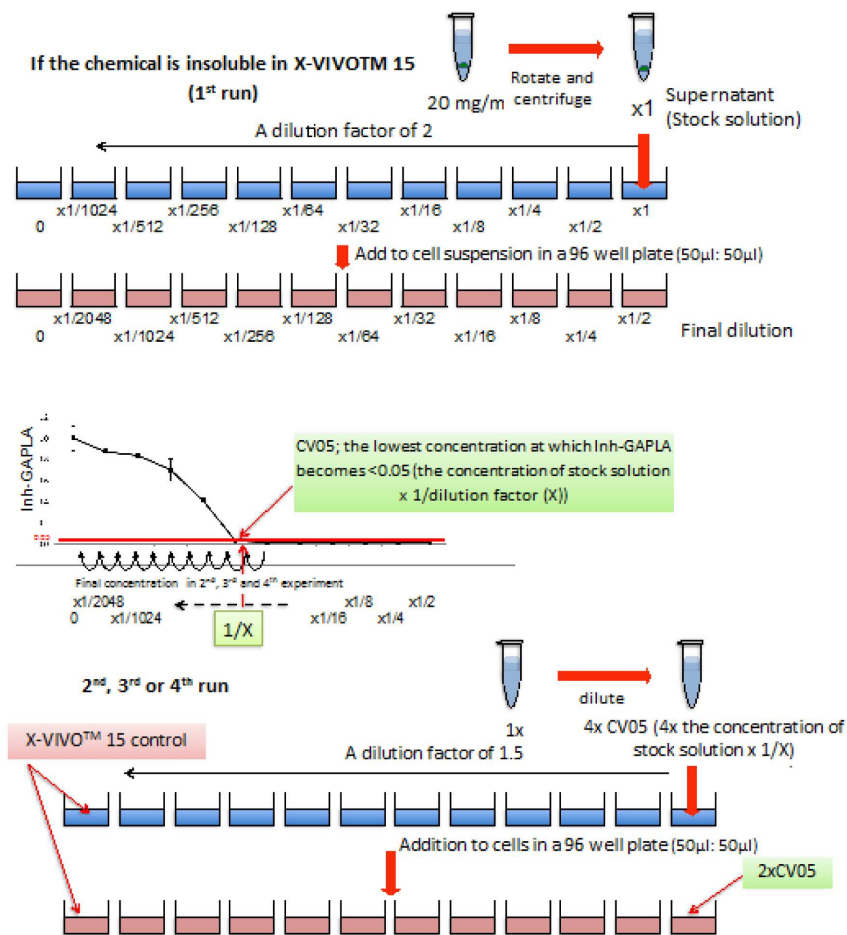 If the chemical is insoluble in X-VIVOTM 15
(1st run)
20 mg/m
Rotate and
centrifuge
x1
Supernatant
(Stock solution)
A dilution factor of 2
x1/1024 x1/256 x1/64 x1/16 x1/4 x1
0 x1/512 x1/128 x1/32 x1/8 x1/2
Add to cell suspension in a 96 well plate (50µl: 50µl)
x1/2048 x1/512 x1/128 x1/32 x1/8 x1/2
0 x1/1024 x1/256 x1/64 x1/16 x1/4
Final dilution
Inh-GAPLA
CV05; the lowest concentration at which Inh-GAPLA
becomes <0.05 (the concentration of stock solution
x 1/dilution factor (X))
Final concentration in 2nd, 3rd and 4th experiment
x1/2048 x1/8 x1/2
0 x1/1024 x1/16 x1/4
1/X
2nd, 3rd or 4th run
1x
dilute
4x CV05 (4x the concentration of
stock solution x 1/X)
X-VIVO™ 15 control
A dilution factor of 1.5
Addition to cells in a 96 well plate (50µl: 50µl)
2xCV05